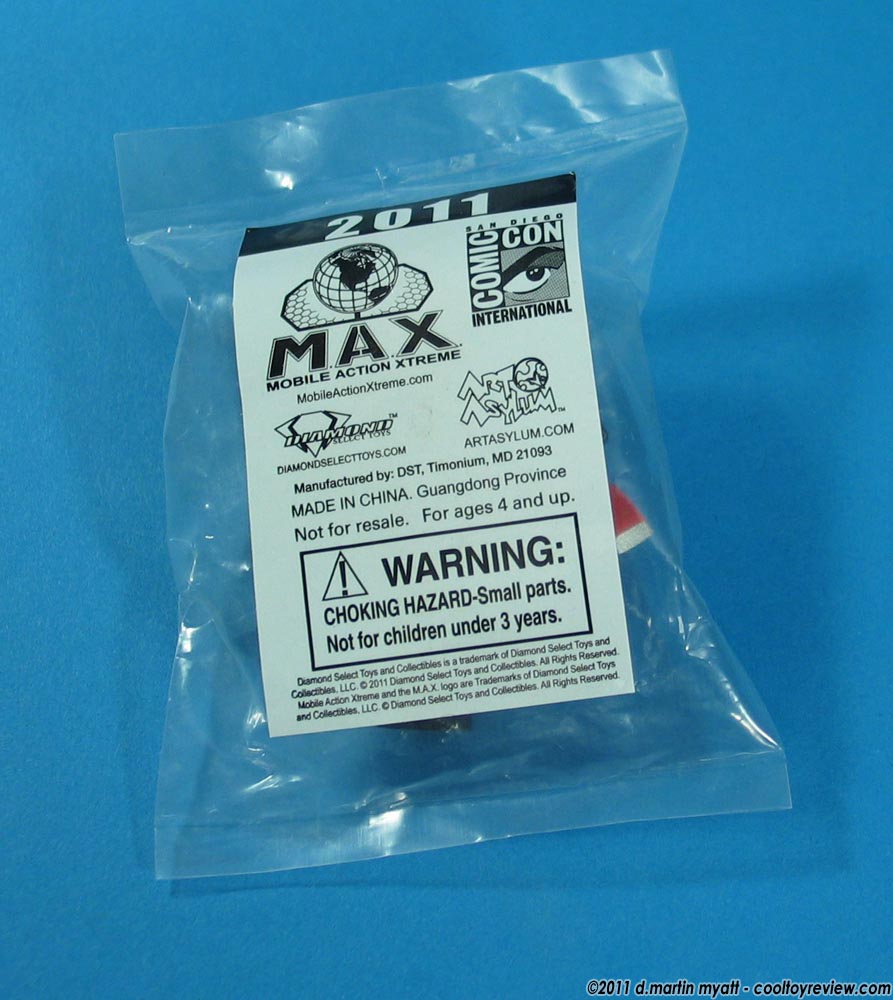 2011
SAN DIEGO
COMIC CON
INTERNATIONAL
M.A.X.
MOBILE ACTION XTREME
MobileActionXtreme.com
DIAMOND™
SELECT TOYS
DIAMONDSELECTTOYS.COM
ART ASYLUM™
ARTASYLUM.COM
Manufactured by: DST, Timonium, MD 21093
MADE IN CHINA. Guangdong Province
Not for resale. For ages 4 and up.
WARNING:
CHOKING HAZARD-Small parts.
Not for children under 3 years.
Diamond Select Toys and Collectibles is a trademark of Diamond Select Toys and
Collectibles, LLC. © 2011 Diamond Select Toys and Collectibles. All Rights Reserved.
Mobile Action Xtreme and the M.A.X. logo are Trademarks of Diamond Select Toys
and Collectibles, LLC. © Diamond Select Toys and Collectibles. All Rights Reserved.
©2011 d.martin myatt - cooltoyreview.com